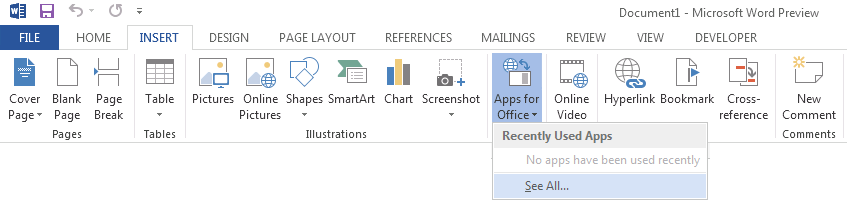 Document1 - Microsoft Word Preview
FILE HOME INSERT DESIGN PAGE LAYOUT REFERENCES MAILINGS REVIEW VIEW DEVELOPER
Cover Page
Blank Page
Page Break
Table
Pictures
Online Pictures
Shapes
SmartArt
Chart
Screenshot
Apps for Office
Online Video
Hyperlink
Bookmark
Cross-reference
New Comment
Pages
Tables
Illustrations
Comments
Recently Used Apps
No apps have been used recently
See All...